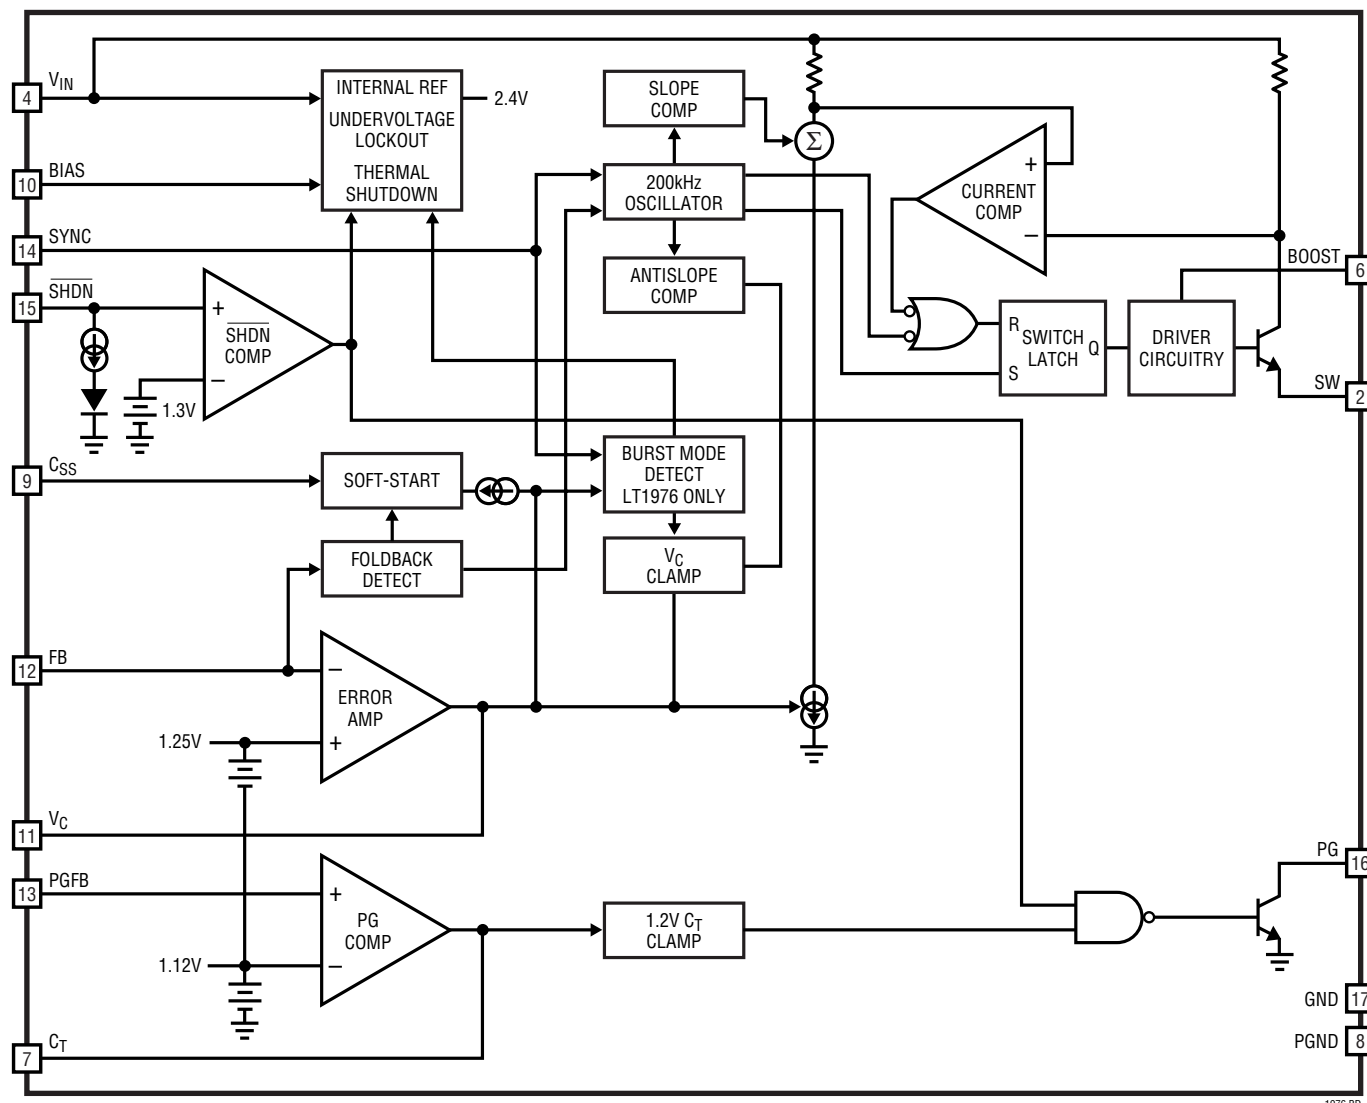 VIN
4
INTERNAL REF
UNDERVOLTAGE
LOCKOUT
THERMAL
SHUTDOWN
2.4V
SLOPE
COMP
Σ
+
CURRENT
COMP
−
BIAS
10
200kHz
OSCILLATOR
SYNC
14
ANTISLOPE
COMP
BOOST
6
SHDN
15
+
SHDN
COMP
−
1.3V
R
SWITCH
LATCH
Q
S
DRIVER
CIRCUITRY
SW
2
CSS
9
SOFT-START
BURST MODE
DETECT
LT1976 ONLY
FOLDBACK
DETECT
VC
CLAMP
FB
12
−
ERROR
AMP
+
1.25V
VC
11
PGFB
13
+
PG
COMP
−
1.12V
1.2V CT
CLAMP
PG
16
GND
17
PGND
8
CT
7